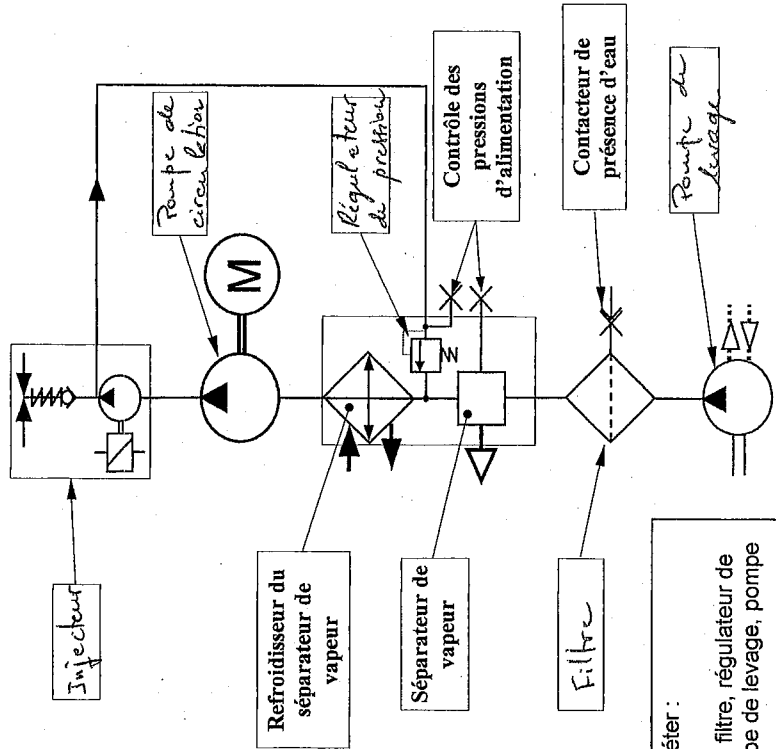 Injecteur
Pompe de
circulation
M
Régulateur
de pression
Contrôle des
pressions
d'alimentation
Refroidisseur du
séparateur de
vapeur
Séparateur de
vapeur
Contacteur de
présence d'eau
Filtre
Pompe de
levage
éter :
filtre, régulateur de
pe de levage, pompe